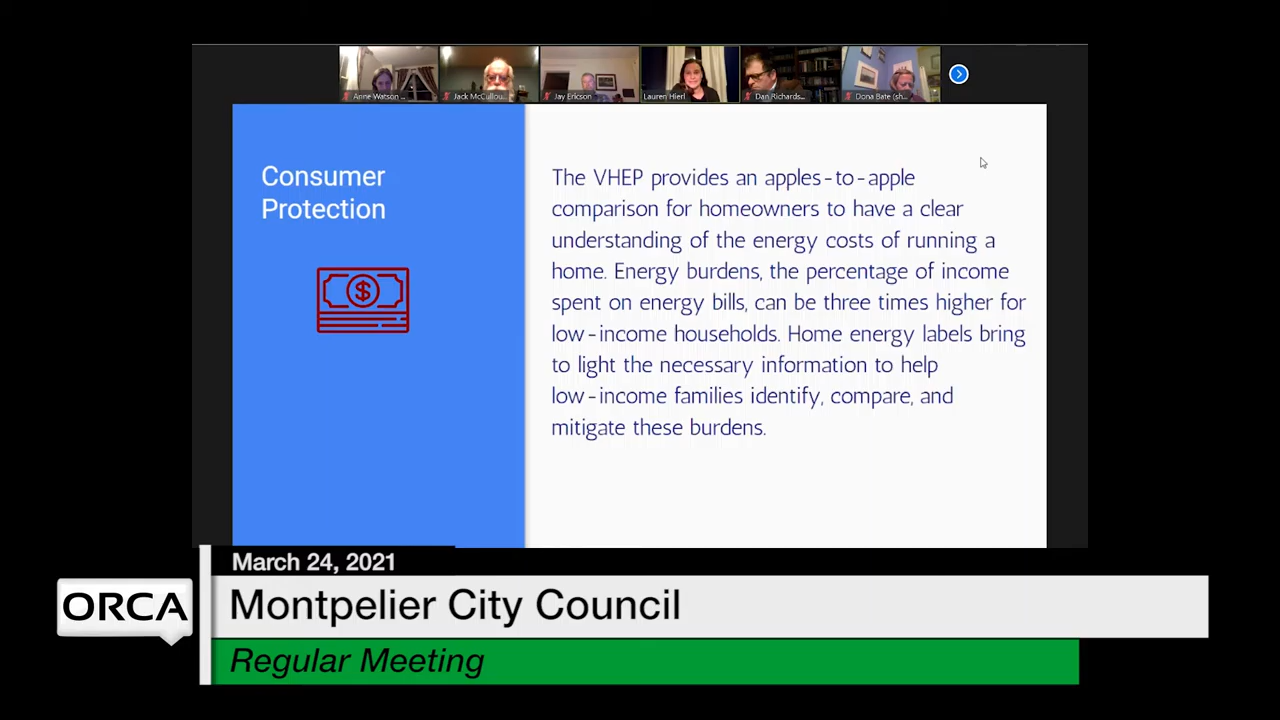 Anne Watson ...
Jack McCullou...
Jay Ericson
Lauren Hierl
Dan Richards...
Dona Bate (sh...
Consumer
Protection
$
The VHEP provides an apples-to-apple
comparison for homeowners to have a clear
understanding of the energy costs of running a
home. Energy burdens, the percentage of income
spent on energy bills, can be three times higher for
low-income households. Home energy labels bring
to light the necessary information to help
low-income families identify, compare, and
mitigate these burdens.
March 24, 2021
ORCA
Montpelier City Council
Regular Meeting